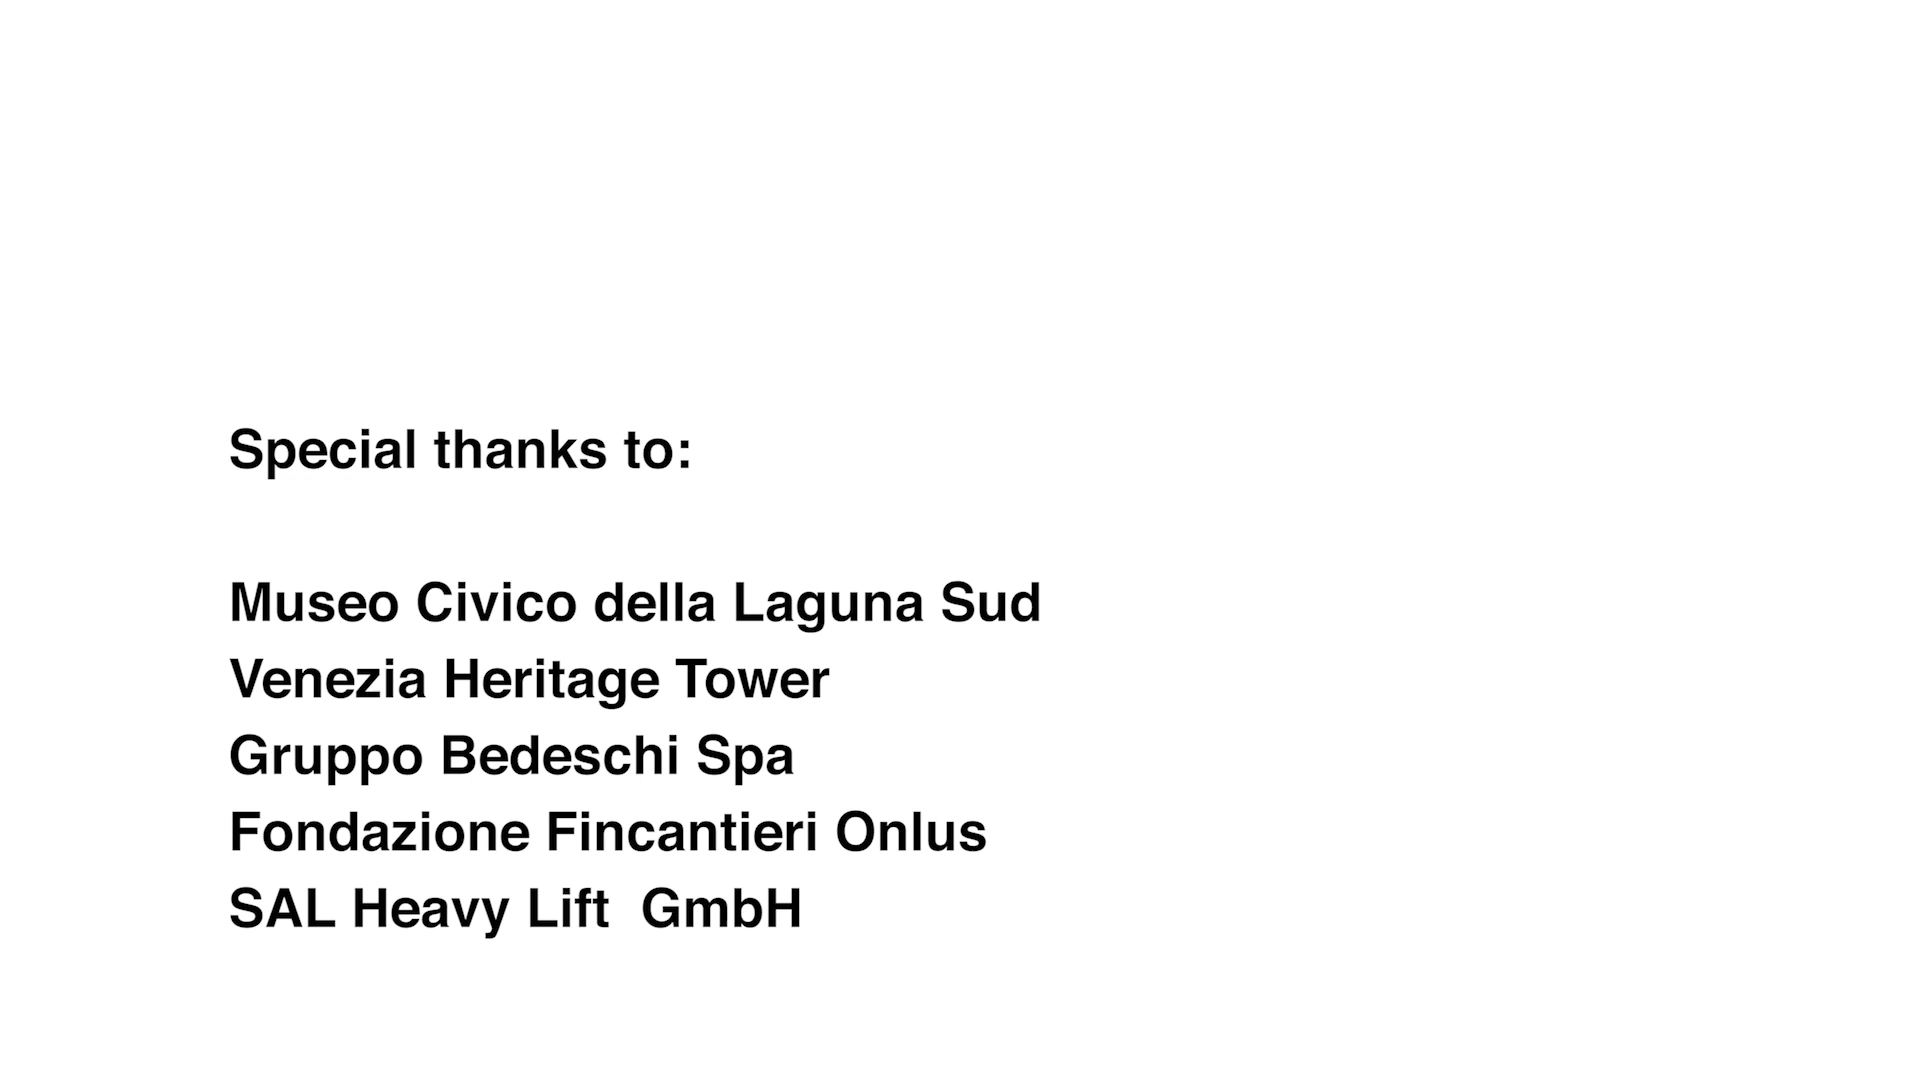 Special thanks to:
Museo Civico della Laguna Sud
Venezia Heritage Tower
Gruppo Bedeschi Spa
Fondazione Fincantieri Onlus
SAL Heavy Lift  GmbH